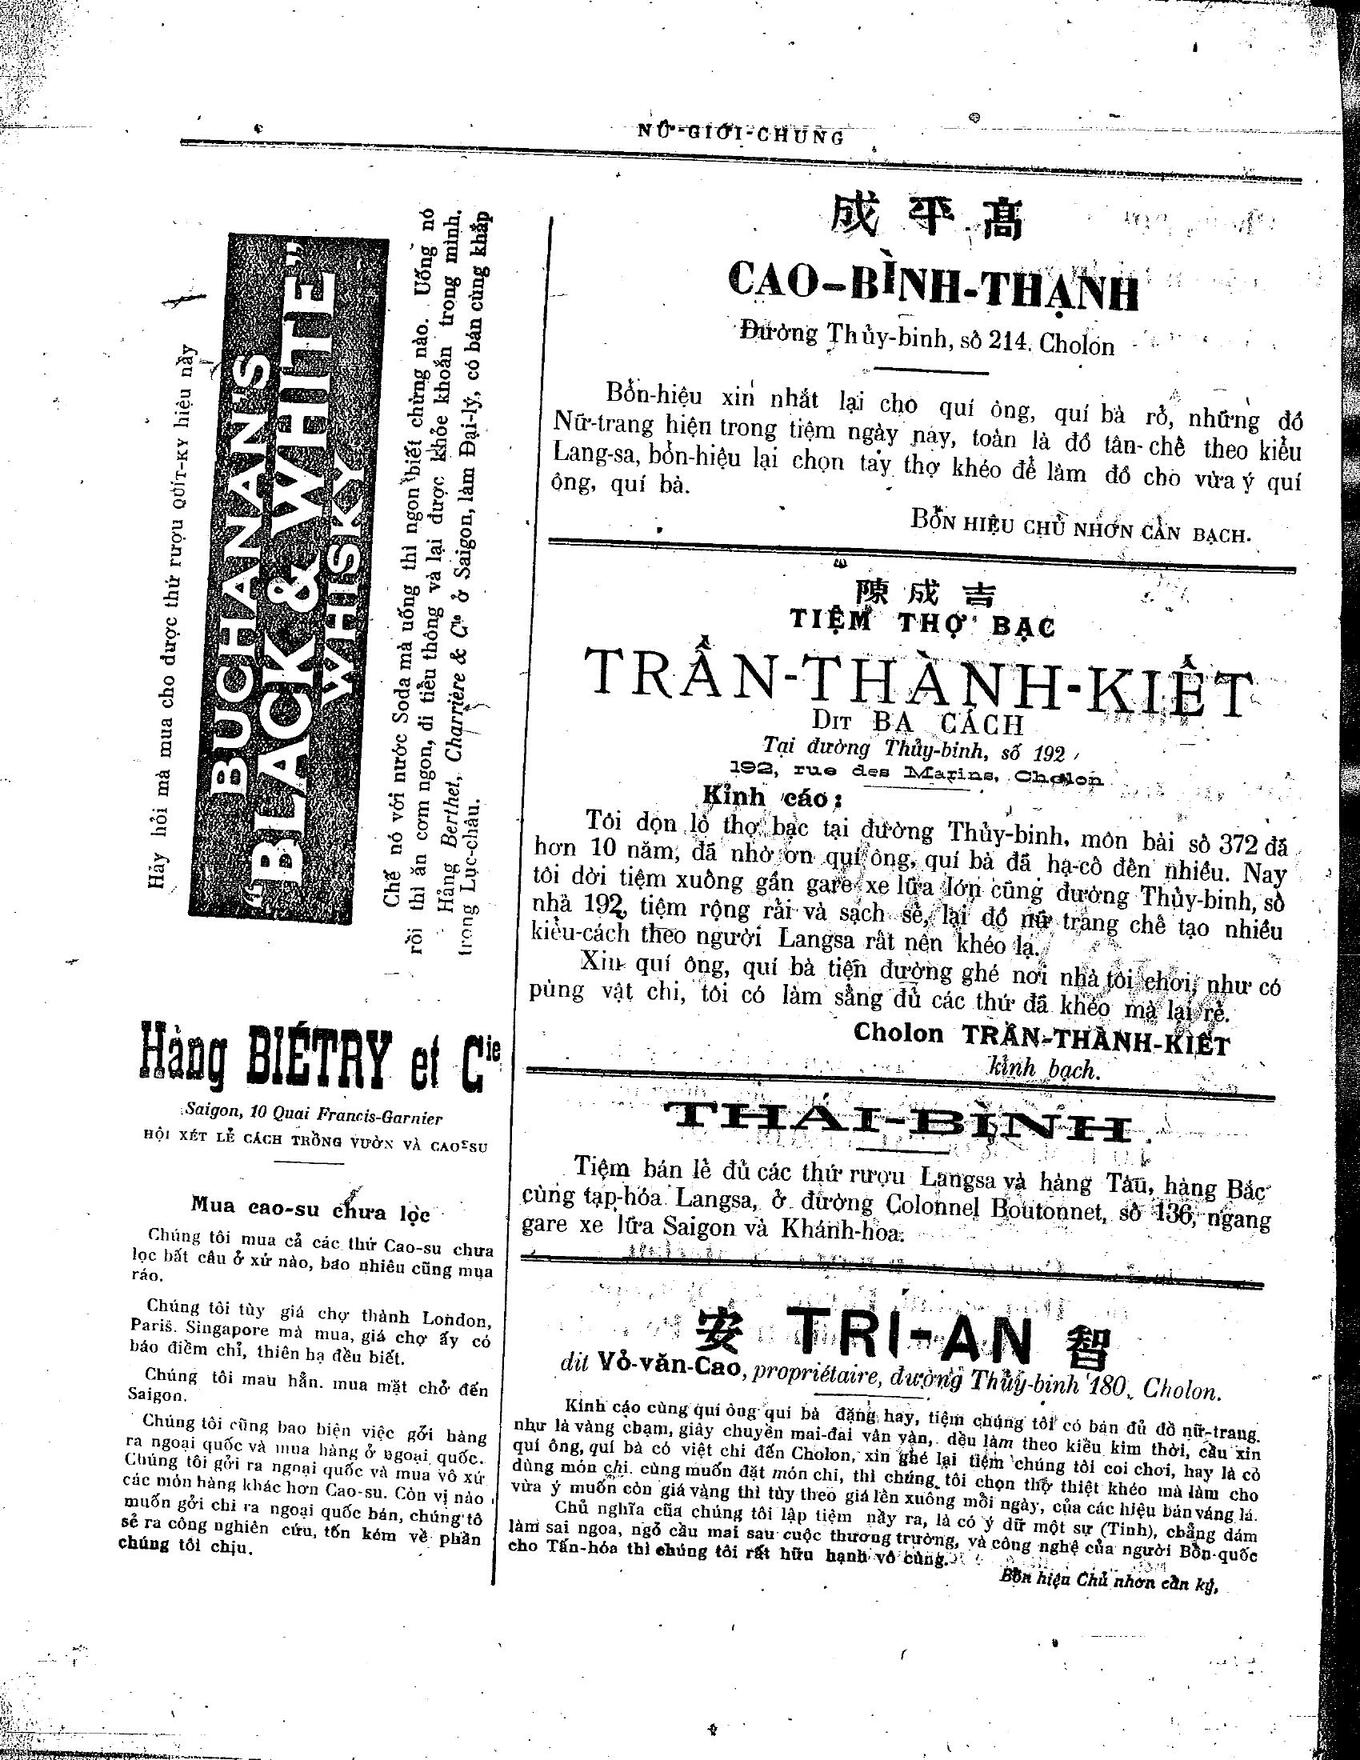 NỮ-GIỚI-CHUNG
Hảy hỏi mà mua cho được thứ rượu QUÍT-KY hiệu nầy
BUCHANAN'S
"BLACK & WHITE"
WHISKY
Chế nó với nước Soda mà uống thì ngon biết chừng nào. Uống nó
rồi thì ăn cơm ngon, đi tiểu thông và lại được khỏe khoắn trong mình.
Hảng Berthet, Charrière & Cie ở Saigon, làm Đại-lý, có bán cùng khắp
trong Lục-châu.
Hảng BIÉTRY et Cie
Saigon, 10 Quai Francis-Garnier
HỘI XÉT LẺ CÁCH TRỒNG VƯỜN VÀ CAO-SU
Mua cao-su chưa lọc
Chúng tôi mua cả các thứ Cao-su chưa
lọc bất câu ở xứ nào, bao nhiêu cũng mua
ráo.
Chúng tôi tùy giá chợ thành London,
Paris. Singapore mà mua, giá chợ ấy có
báo điềm chỉ, thiên hạ đều biết.
Chúng tôi mau hẳn. mua mặt chở đến
Saigon.
Chúng tôi cũng bao biện việc gởi hàng
ra ngoại quốc và mua hàng ở ngoại quốc.
Chúng tôi gởi ra ngoại quốc và mua vô xứ
các món hàng khác hơn Cao-su. Còn vị nào
muốn gởi chi ra ngoại quốc bán, chúng tô
sẻ ra công nghiên cứu, tốn kém về phần
chúng tôi chịu.
成平高
CAO-BÌNH-THẠNH
Đường Thủy-binh, số 214. Cholon
Bổn-hiệu xin nhắt lại cho quí ông, quí bà rỏ, những đồ
Nữ-trang hiện trong tiệm ngày nay, toàn là đồ tân-chế theo kiểu
Lang-sa, bổn-hiệu lại chọn tay thợ khéo để làm đồ cho vừa ý quí
ông, quí bà.
BỔN HIỆU CHỦ NHƠN CẨN BẠCH.
陳成吉
TIỆM THỢ BẠC
TRẦN-THÀNH-KIẾT
DIT BA CÁCH
Tại đường Thủy-binh, số 192
192, rue des Marins, Cholon
Kính cáo:
Tôi dọn lò thợ bạc tại đường Thủy-binh, môn bài số 372 đã
hơn 10 năm, đã nhờ ơn quí ông, quí bà đã hạ-cố đến nhiều. Nay
tôi dời tiệm xuống gần gare xe lữa lớn cũng đường Thủy-binh, số
nhà 192, tiệm rộng rải và sạch sẽ, lại đồ nữ trang chế tạo nhiều
kiểu-cách theo người Langsa rất nên khéo lạ.
Xin quí ông, quí bà tiện đường ghé nơi nhà tôi chơi, như có
pùng vật chi, tôi có làm sẵng đủ các thứ đã khéo mà lại rẻ.
Cholon TRẦN-THÀNH-KIẾT
kính bạch.
THÁI-BÌNH
Tiệm bán lẻ đủ các thứ rượu Langsa và hàng Tàu, hàng Bắc
cùng tạp-hóa Langsa, ở đường Colonnel Boutonnet, số 136, ngang
gare xe lữa Saigon và Khánh-hòa.
安 TRI-AN 智
dit Võ-văn-Cao, propriétaire, đường Thủy-binh 180, Cholon.
Kính cáo cùng quí ông quí bà đặng hay, tiệm chúng tôi có bán đủ đồ nữ-trang.
như là vàng chạm, giày chuyền mai-đai vân vân, đều làm theo kiểu kim thời, cầu xin
quí ông, quí bà có việt chi đến Cholon, xin ghé lại tiệm chúng tôi coi chơi, hay là có
dùng món chi. cùng muốn đặt món chi, thì chúng tôi chọn thợ thiệt khéo mà làm cho
vừa ý muốn còn giá vàng thì tùy theo giá lên xuống mỗi ngày, của các hiệu bán vàng lá.
Chủ nghĩa của chúng tôi lập tiệm nầy ra, là có ý dữ một sự (Tinh), chẳng dám
làm sai ngoa, ngỏ cầu mai sau cuộc thương trường, và công nghệ của người Bổn-quốc
cho Tấn-hóa thì chúng tôi rất hữu hạnh vô cùng.
Bổn hiệu Chủ nhơn cẩn ký,